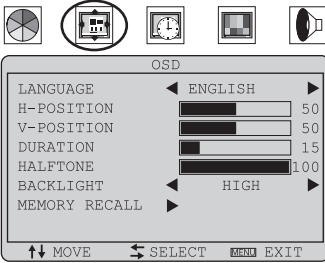 OSD
LANGUAGE ENGLISH
H-POSITION 50
V-POSITION 50
DURATION 15
HALFTONE 100
BACKLIGHT HIGH
MEMORY RECALL
MOVE SELECT MENU EXIT